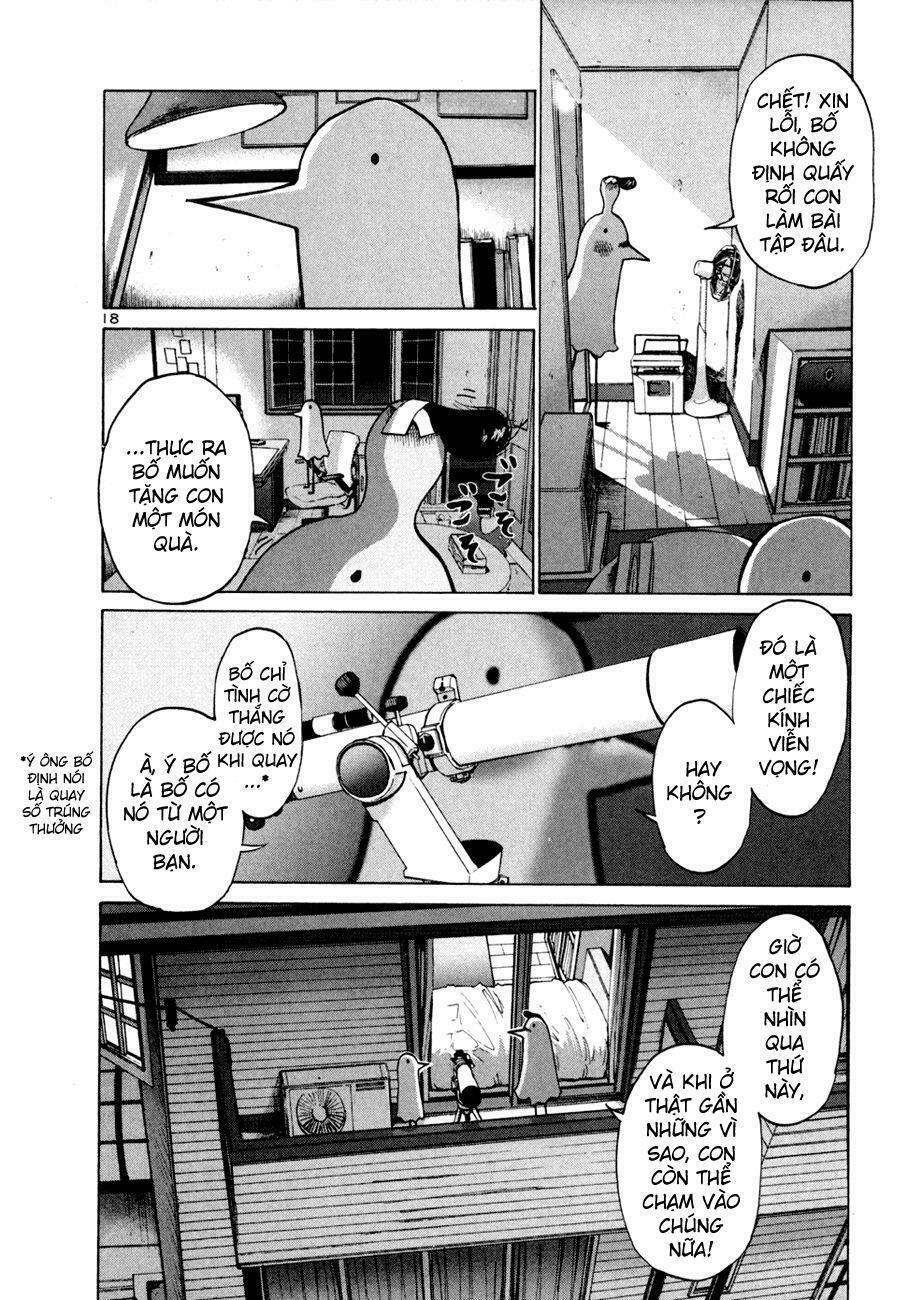 CHẾT! XIN
LỖI, BỐ
KHÔNG
ĐỊNH QUẤY
RỐI CON
LÀM BÀI
TẬP ĐÂU.
18
...THỰC RA
BỐ MUỐN
TẶNG CON
MỘT MÓN
QUÀ.
ごそ
ごそ
ĐÓ LÀ
MỘT
CHIẾC
KÍNH
VIỄN
VỌNG!
HAY
KHÔNG?
BỐ CHỈ
TÌNH CỜ
THẮNG
ĐƯỢC NÓ
KHI QUAY
...*
À, Ý BỐ
LÀ BỐ CÓ
NÓ TỪ MỘT
NGƯỜI
BẠN.
*Ý ÔNG BỐ
ĐỊNH NÓI
LÀ QUAY
SỐ TRÚNG
THƯỞNG
GIỜ
CON CÓ
THỂ
NHÌN
QUA
THỨ
NÀY,
VÀ KHI Ở
THẬT GẦN
NHỮNG VÌ
SAO, CON
CÒN THỂ
CHẠM VÀO
CHÚNG
NỮA!